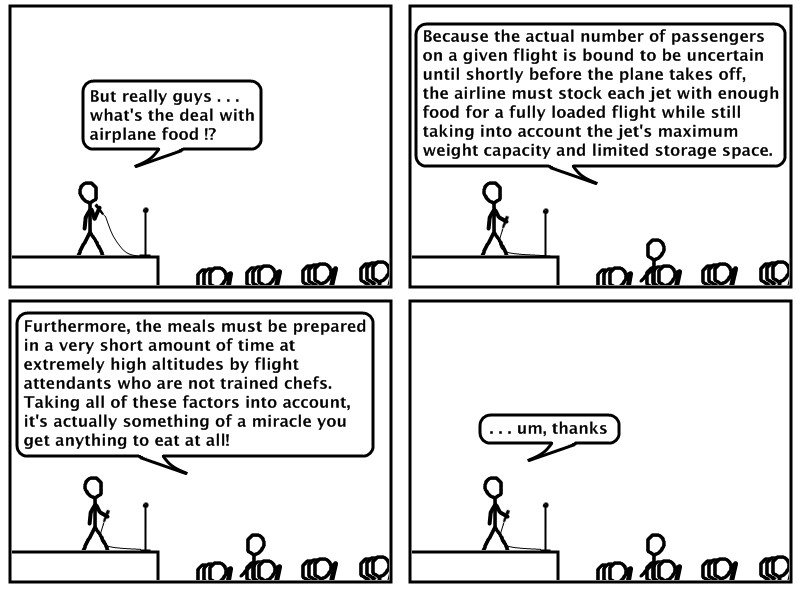 But really guys . . .
what's the deal with
airplane food !?
Because the actual number of passengers
on a given flight is bound to be uncertain
until shortly before the plane takes off,
the airline must stock each jet with enough
food for a fully loaded flight while still
taking into account the jet's maximum
weight capacity and limited storage space.
Furthermore, the meals must be prepared
in a very short amount of time at
extremely high altitudes by flight
attendants who are not trained chefs.
Taking all of these factors into account,
it's actually something of a miracle you
get anything to eat at all!
. . . um, thanks